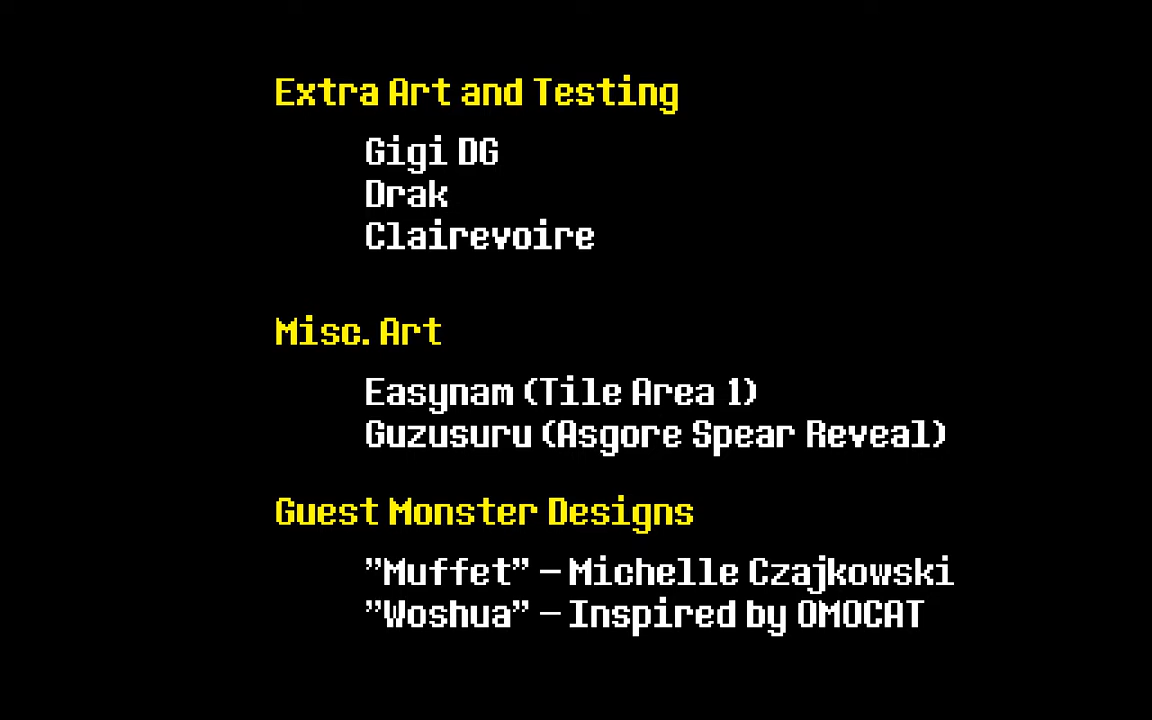 Extra Art and Testing
Gigi DG
Drak
Clairevoire
Misc. Art
Easynam (Tile Area 1)
Guzusuru (Asgore Spear Reveal)
Guest Monster Designs
”Muffet” – Michelle Czajkowski
”Woshua” – Inspired by OMOCAT